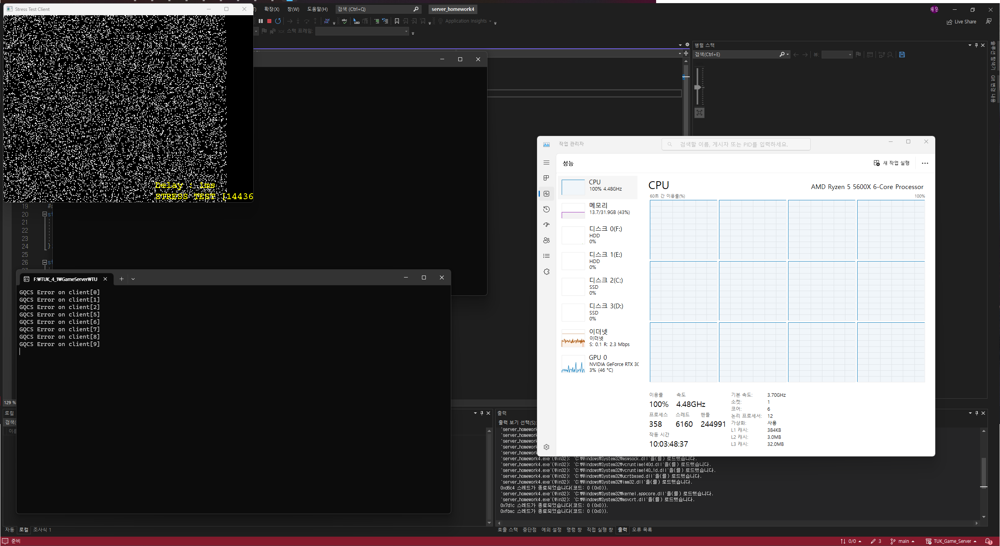 Stress Test Client
확장(X) 창(W) 도움말(H) 검색 (Ctrl+Q) server_homework4
해은
Application Insights
Live Share
스택 프레임:
병렬 스택
검색(Ctrl+E)
뷰:
솔루션 탐색기
Git 변경 내용
Delay : 1ms
STRESS TEST [14436
19
20
21
22
23
24
25
26
27
129 %
F:₩TUK_4_1₩GameServer₩TU
GQCS Error on client[0]
GQCS Error on client[1]
GQCS Error on client[2]
GQCS Error on client[5]
GQCS Error on client[6]
GQCS Error on client[7]
GQCS Error on client[8]
GQCS Error on client[9]
작업 관리자
검색할 이름, 게시자 또는 PID를 입력하세요.
성능
새 작업 실행
CPU
100% 4.48GHz
메모리
13.7/31.9GB (43%)
디스크 0(F:)
HDD
0%
디스크 1(E:)
HDD
0%
디스크 2(C:)
SSD
0%
디스크 3(D:)
SSD
0%
이더넷
이더넷
S: 0.1 R: 2.3 Mbps
GPU 0
NVIDIA GeForce RTX 30
3% (46 °C)
CPU
AMD Ryzen 5 5600X 6-Core Processor
60초 간 이용률(%)
100%
이용률 속도
100% 4.48GHz
프로세스 스레드 핸들
358 6160 244991
작동 시간
10:03:48:37
기본 속도: 3.70GHz
소켓: 1
코어: 6
논리 프로세서: 12
가상화: 사용
L1 캐시: 384KB
L2 캐시: 3.0MB
L3 캐시: 32.0MB
로컬
검색(
이름
자동 로컬 조사식 1
출력
출력 보기 선택(S):
'server_homework
'server_homework
'server_homework
'server_homework
'server_homework
'server_homework4.exe'(Win32): 'C:₩Windows₩System32₩mswsock.dll'을(를) 로드했습니다.
'server_homework4.exe'(Win32): 'C:₩Windows₩System32₩vcruntime140d.dll'을(를) 로드했습니다.
'server_homework4.exe'(Win32): 'C:₩Windows₩System32₩vcruntime140_1d.dll'을(를) 로드했습니다.
'server_homework4.exe'(Win32): 'C:₩Windows₩System32₩ucrtbased.dll'을(를) 로드했습니다.
'server_homework4.exe'(Win32): 'C:₩Windows₩System32₩imm32.dll'을(를) 로드했습니다.
0xd6c4 스레드가 종료되었습니다(코드: 0 (0x0)).
'server_homework4.exe'(Win32): 'C:₩Windows₩System32₩kernel.appcore.dll'을(를) 로드했습니다.
'server_homework4.exe'(Win32): 'C:₩Windows₩System32₩msvcrt.dll'을(를) 로드했습니다.
0x7d1c 스레드가 종료되었습니다(코드: 0 (0x0)).
0xfbac 스레드가 종료되었습니다(코드: 0 (0x0)).
호출 스택 중단점 예외 설정 명령 창 직접 실행 창 출력 오류 목록
준비
0/0 3 main TUK_Game_Server 1